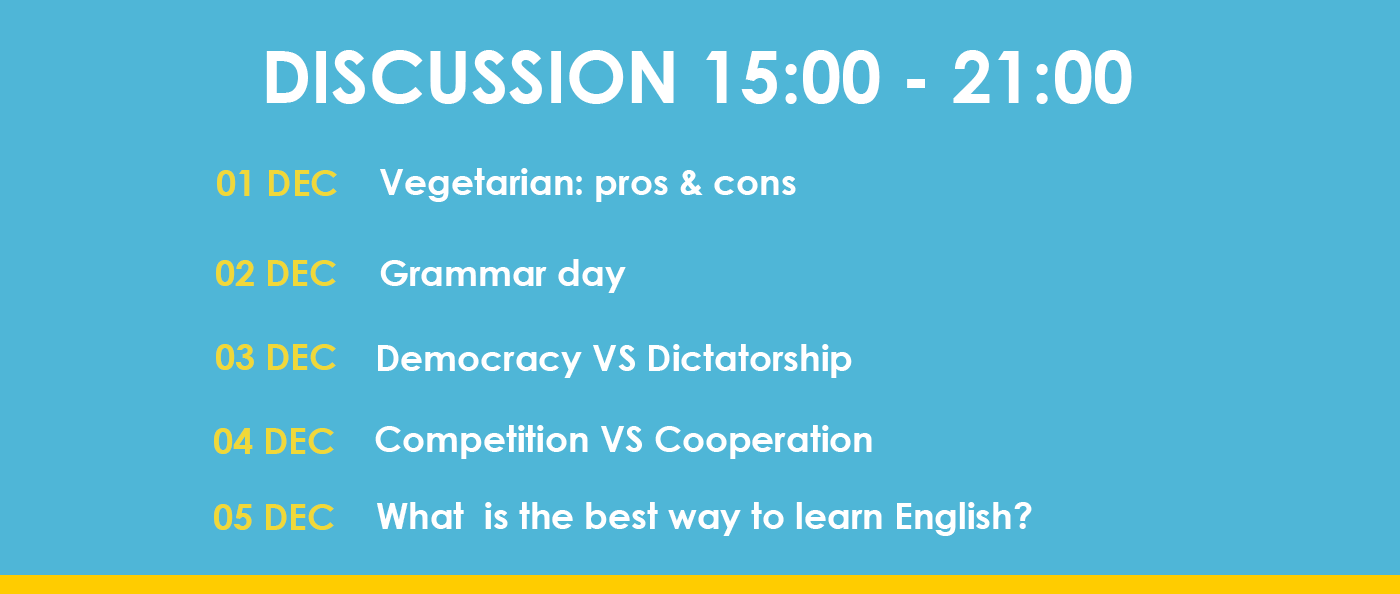 DISCUSSION 15:00 - 21:00
01 DEC Vegetarian: pros & cons
02 DEC Grammar day
03 DEC Democracy VS Dictatorship
04 DEC Competition VS Cooperation
05 DEC What  is the best way to learn English?